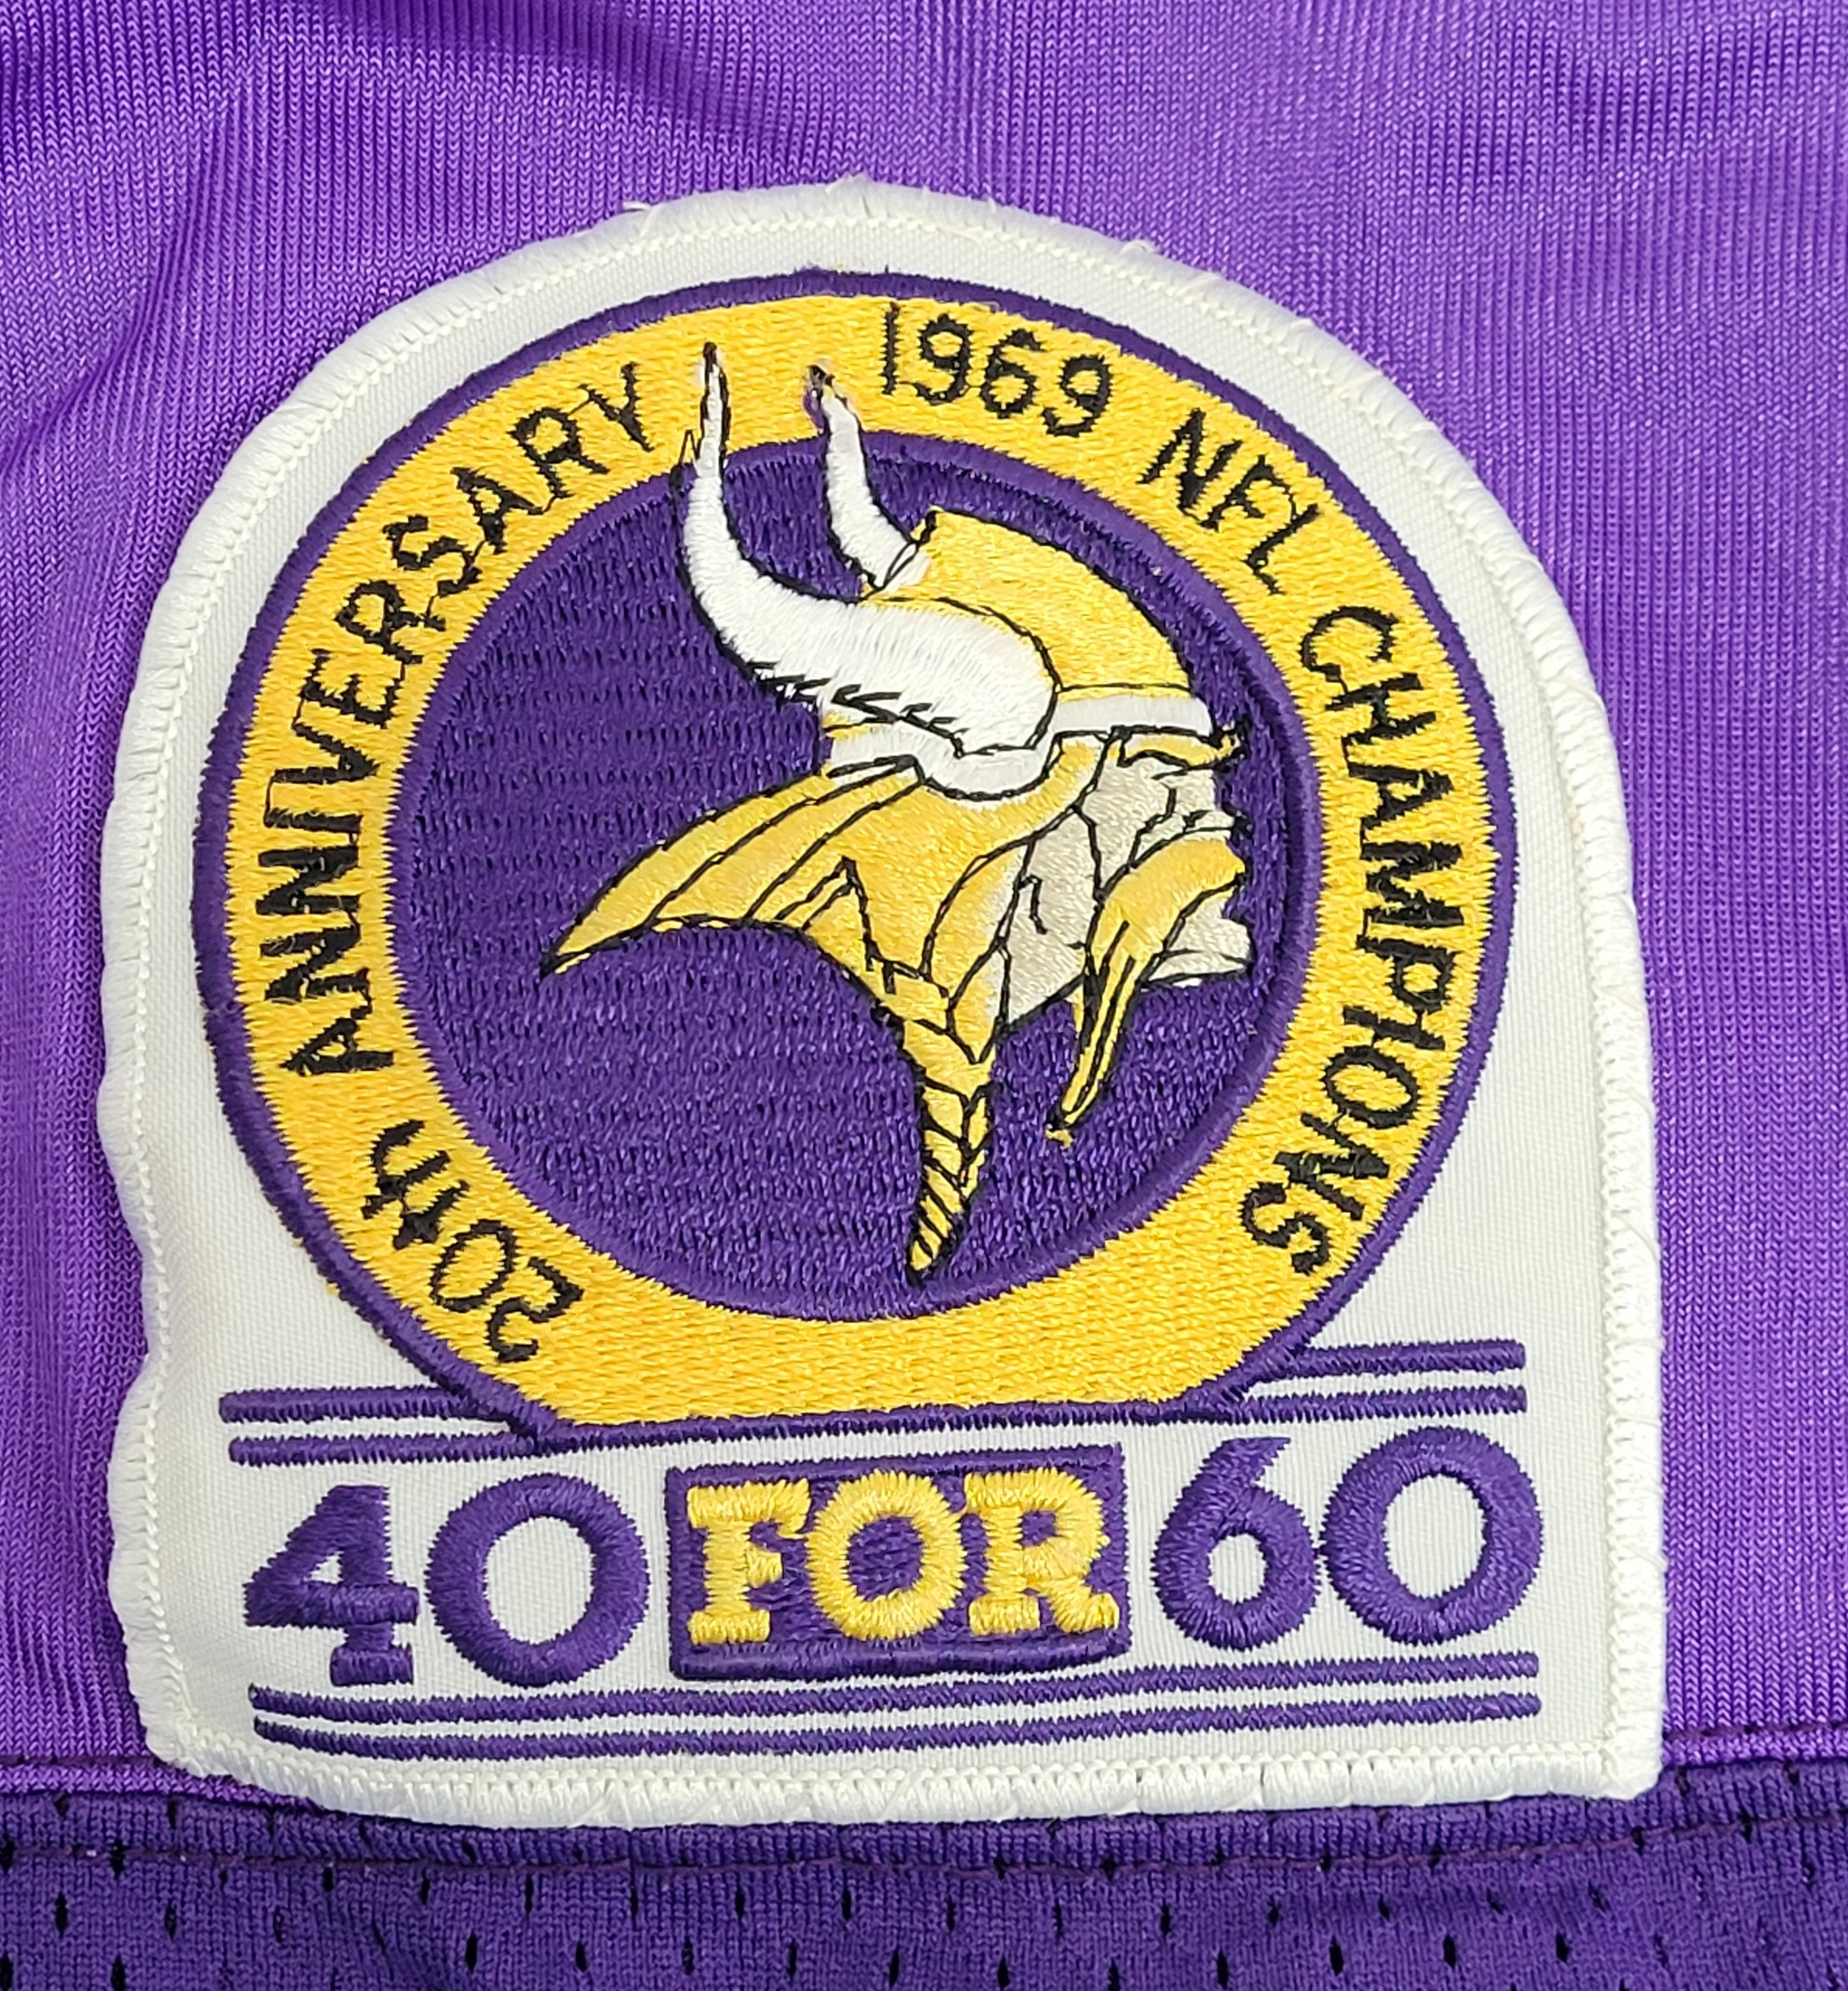 20th ANNIVERSARY 1969 NFL CHAMPIONS
40 FOR 60